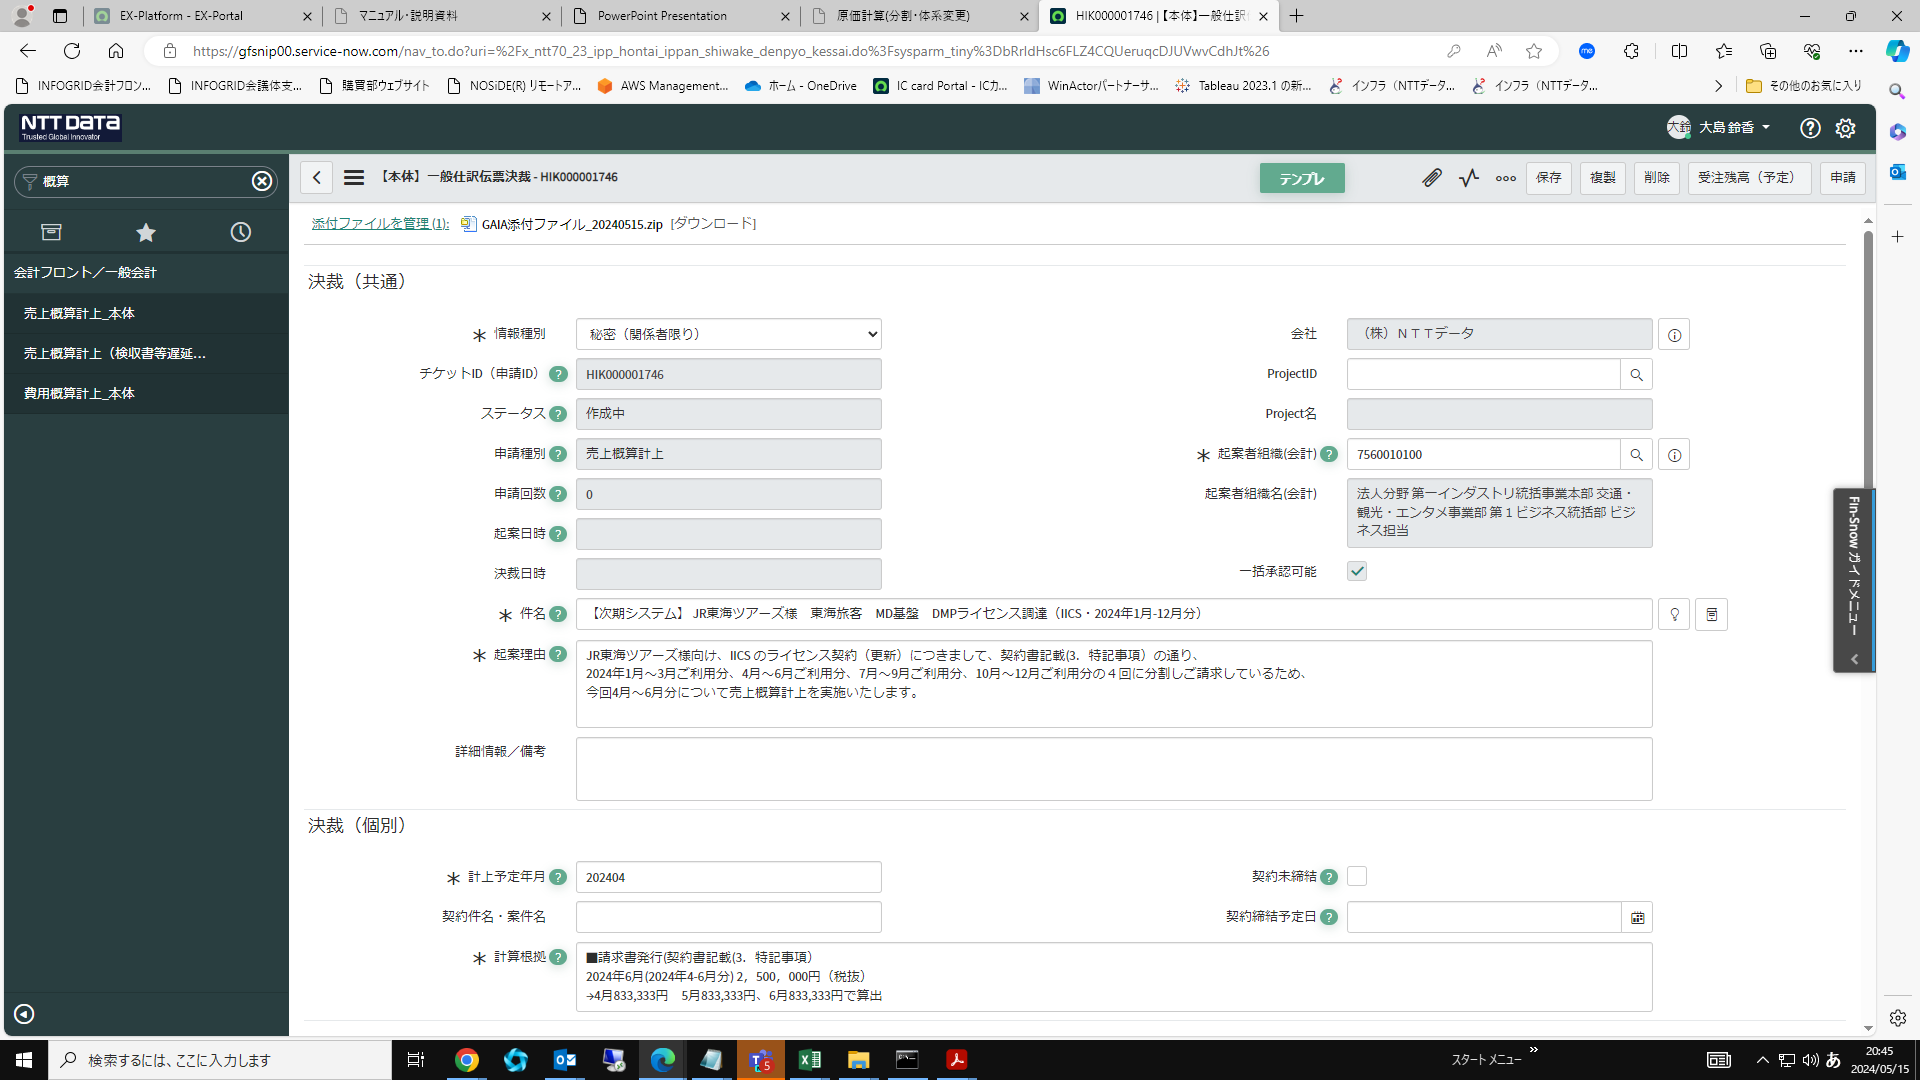 EX-Platform - EX-Portal
マニュアル・説明資料
PowerPoint Presentation
原価計算(分割・体系変更)
HIK000001746 | 【本体】一般仕訳伝
https://gfsnip00.service-now.com/nav_to.do?uri=%2Fx_ntt70_23_ipp_hontai_ippan_shiwake_denpyo_kessai.do%3Fsysparm_tiny%3DbRrIdHsc6FLZ4CQUeruqcDJUVwvCdhJt%26
INFOGRID会計フロン...
INFOGRID会議体支...
購買部ウェブサイト
NOSiDE(R) リモートア...
AWS Management...
ホーム - OneDrive
IC card Portal - ICカ...
WinActorパートナーサ...
Tableau 2023.1 の新...
インフラ（NTTデータ...
インフラ（NTTデータ...
その他のお気に入り
NTT DATA
Trusted Global Innovator
大鈴
大島 鈴香
概算
会計フロント／一般会計
売上概算計上_本体
売上概算計上（検収書等遅延...
費用概算計上_本体
【本体】一般仕訳伝票決裁 - HIK000001746
テンプレ
保存
複製
削除
受注残高（予定）
申請
添付ファイルを管理 (1):
GAIA添付ファイル_20240515.zip
[ダウンロード]
決裁（共通）
＊ 情報種別
秘密（関係者限り）
会社
（株）ＮＴＴデータ
チケットID（申請ID）
HIK000001746
ProjectID
ステータス
作成中
Project名
申請種別
売上概算計上
＊ 起案者組織(会計)
7560010100
申請回数
0
起案者組織名(会計)
法人分野 第一インダストリ統括事業本部 交通・
観光・エンタメ事業部 第１ビジネス統括部 ビジ
ネス担当
起案日時
決裁日時
一括承認可能
＊ 件名
【次期システム】 JR東海ツアーズ様　東海旅客　MD基盤　DMPライセンス調達（IICS・2024年1月-12月分）
＊ 起案理由
JR東海ツアーズ様向け、IICS のライセンス契約（更新）につきまして、契約書記載(3．特記事項）の通り、
2024年1月～3月ご利用分、4月～6月ご利用分、7月～9月ご利用分、10月～12月ご利用分の４回に分割しご請求しているため、
今回4月～6月分について売上概算計上を実施いたします。
詳細情報／備考
決裁（個別）
＊ 計上予定年月
202404
契約未締結
契約件名・案件名
契約締結予定日
＊ 計算根拠
■請求書発行(契約書記載(3．特記事項）
2024年6月(2024年4-6月分) 2，500，000円（税抜）
→4月833,333円　5月833,333円、6月833,333円で算出
Fin-Snow ガイドメニュー
検索するには、ここに入力します
5
スタート メニュー
あ
20:45
2024/05/15